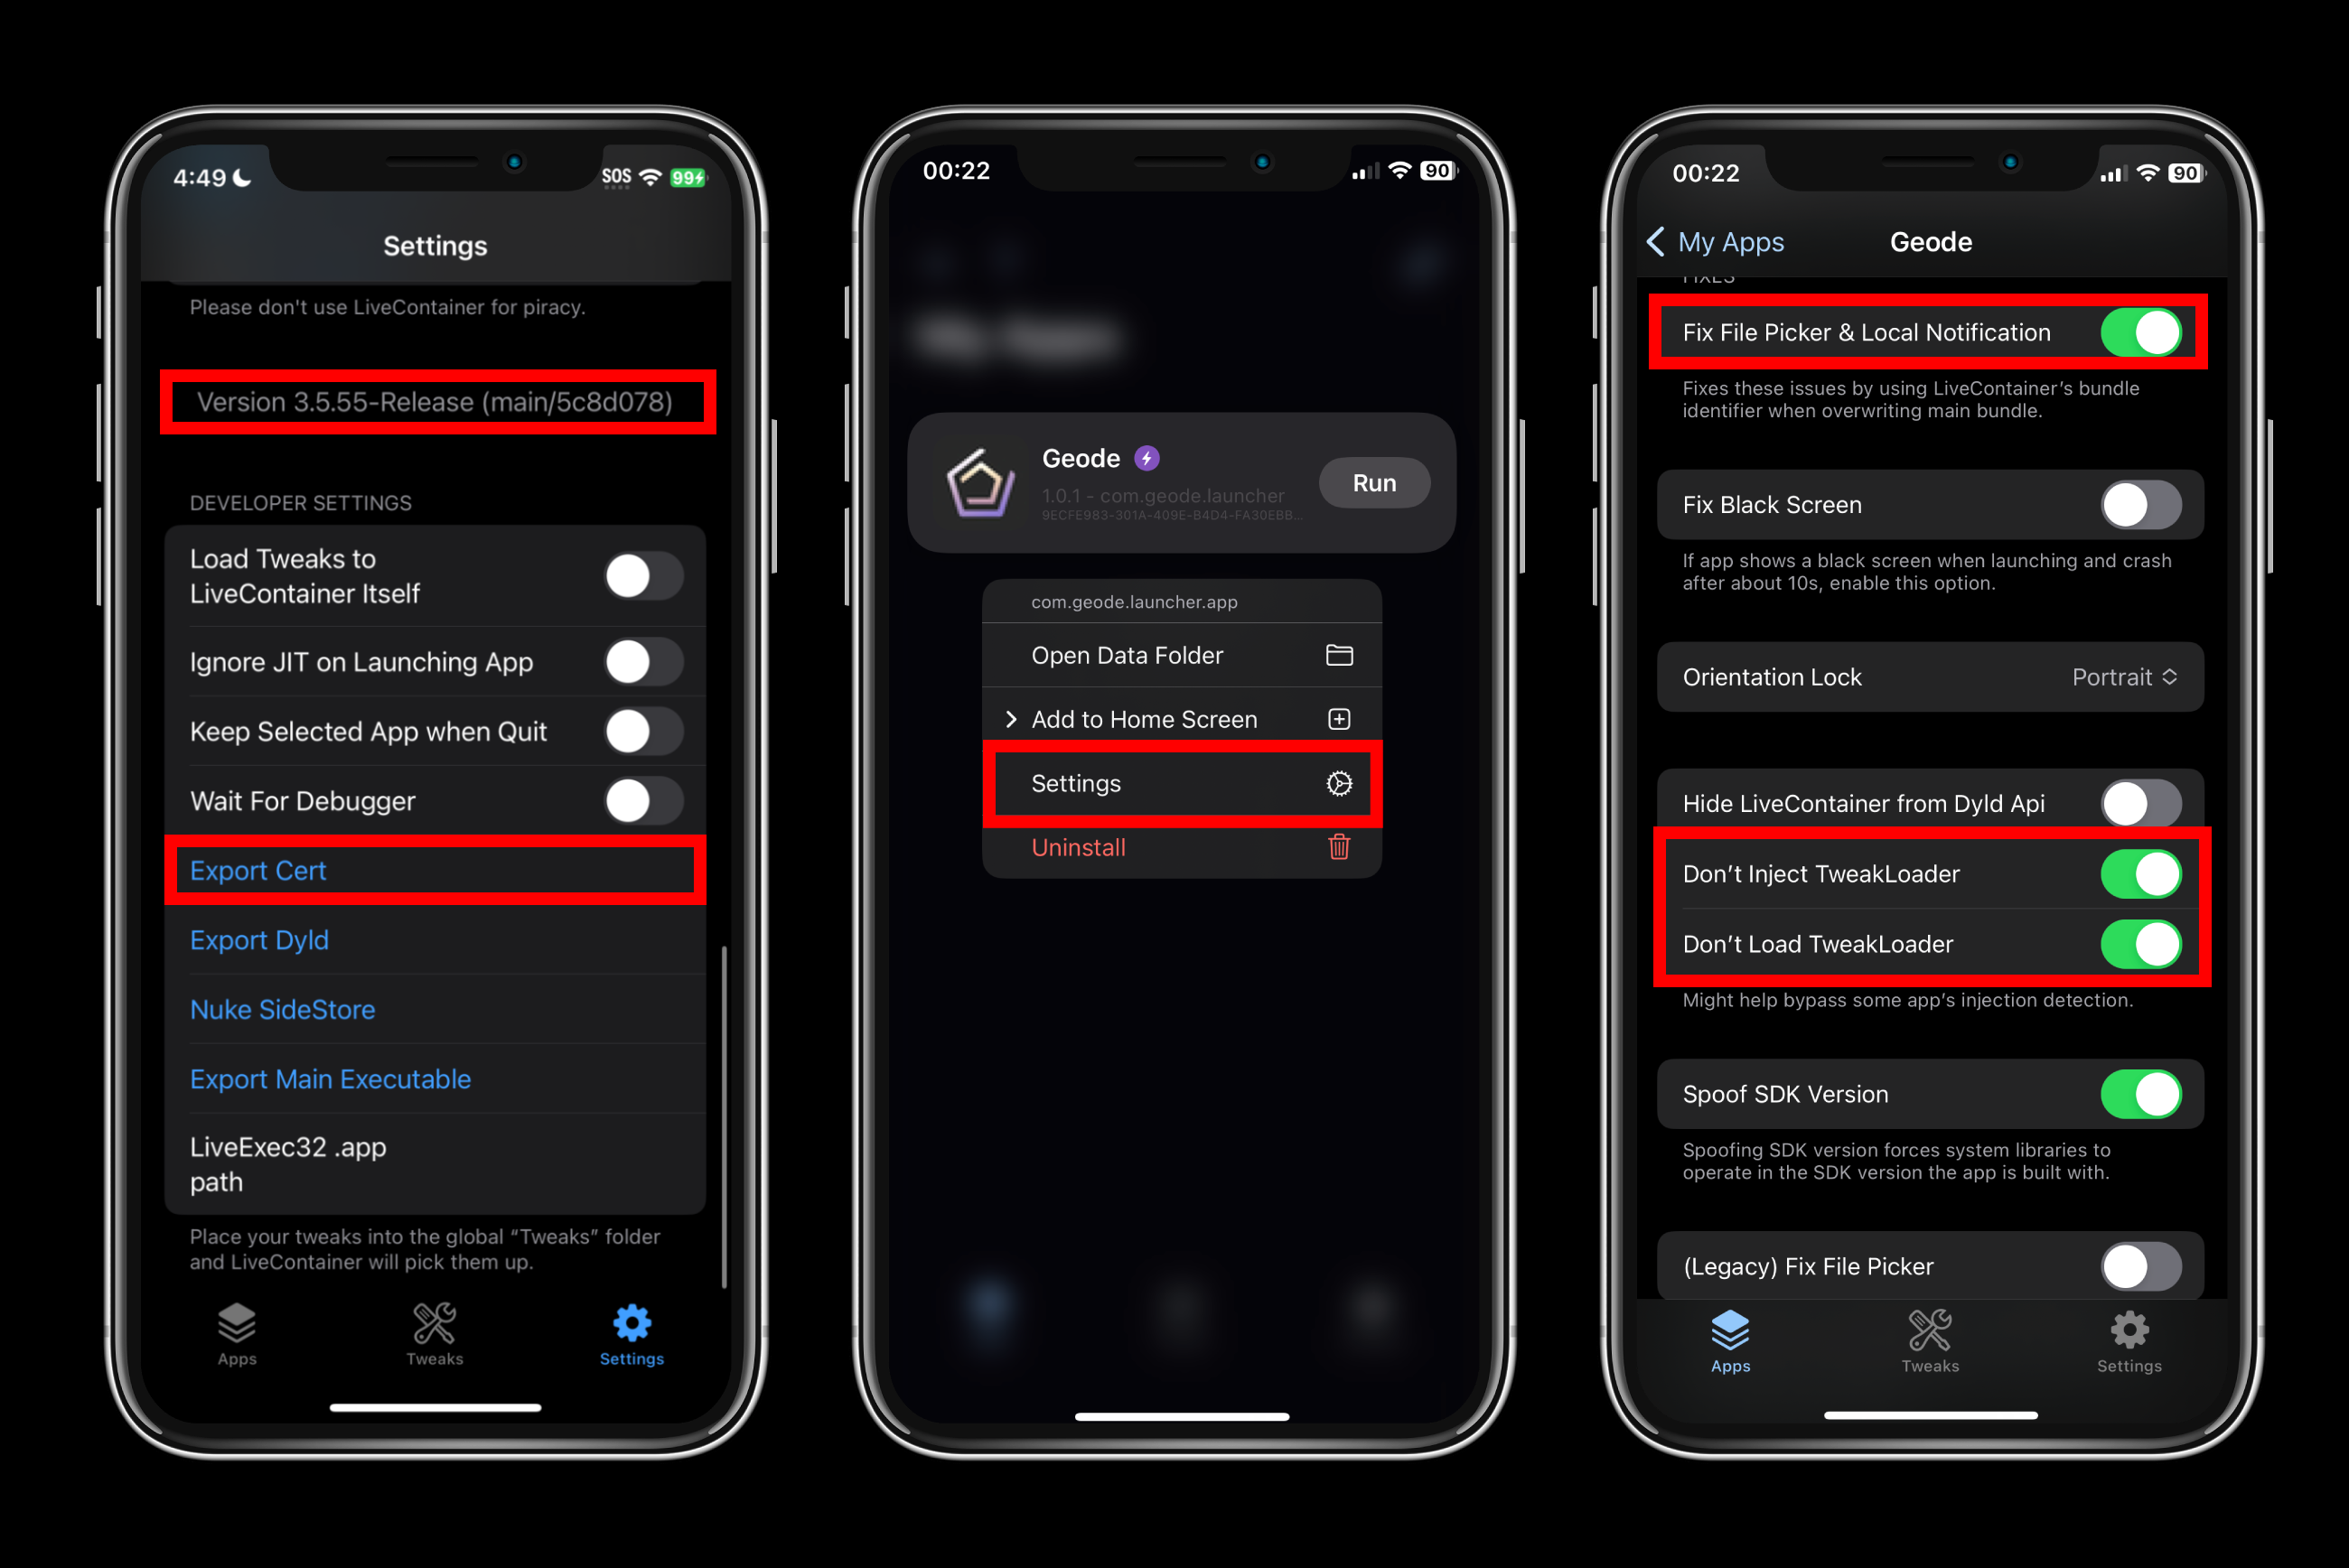 4:49
SOS
99
Settings
Please don't use LiveContainer for piracy.
Version 3.5.55-Release (main/5c8d078)
DEVELOPER SETTINGS
Load Tweaks to
LiveContainer Itself
Ignore JIT on Launching App
Keep Selected App when Quit
Wait For Debugger
Export Cert
Export Dyld
Nuke SideStore
Export Main Executable
LiveExec32 .app
path
Place your tweaks into the global “Tweaks” folder
and LiveContainer will pick them up.
Apps
Tweaks
Settings
00:22
90
My Apps
Geode
1.0.1 - com.geode.launcher
9ECFE983-301A-409E-B4D4-FA30EBB...
Run
com.geode.launcher.app
Open Data Folder
Add to Home Screen
Settings
Uninstall
00:22
90
My Apps
Geode
FIXES
Fix File Picker & Local Notification
Fixes these issues by using LiveContainer’s bundle
identifier when overwriting main bundle.
Fix Black Screen
If app shows a black screen when launching and crash
after about 10s, enable this option.
Orientation Lock
Portrait
Hide LiveContainer from Dyld Api
Don’t Inject TweakLoader
Don’t Load TweakLoader
Might help bypass some app’s injection detection.
Spoof SDK Version
Spoofing SDK version forces system libraries to
operate in the SDK version the app is built with.
(Legacy) Fix File Picker
Apps
Tweaks
Settings